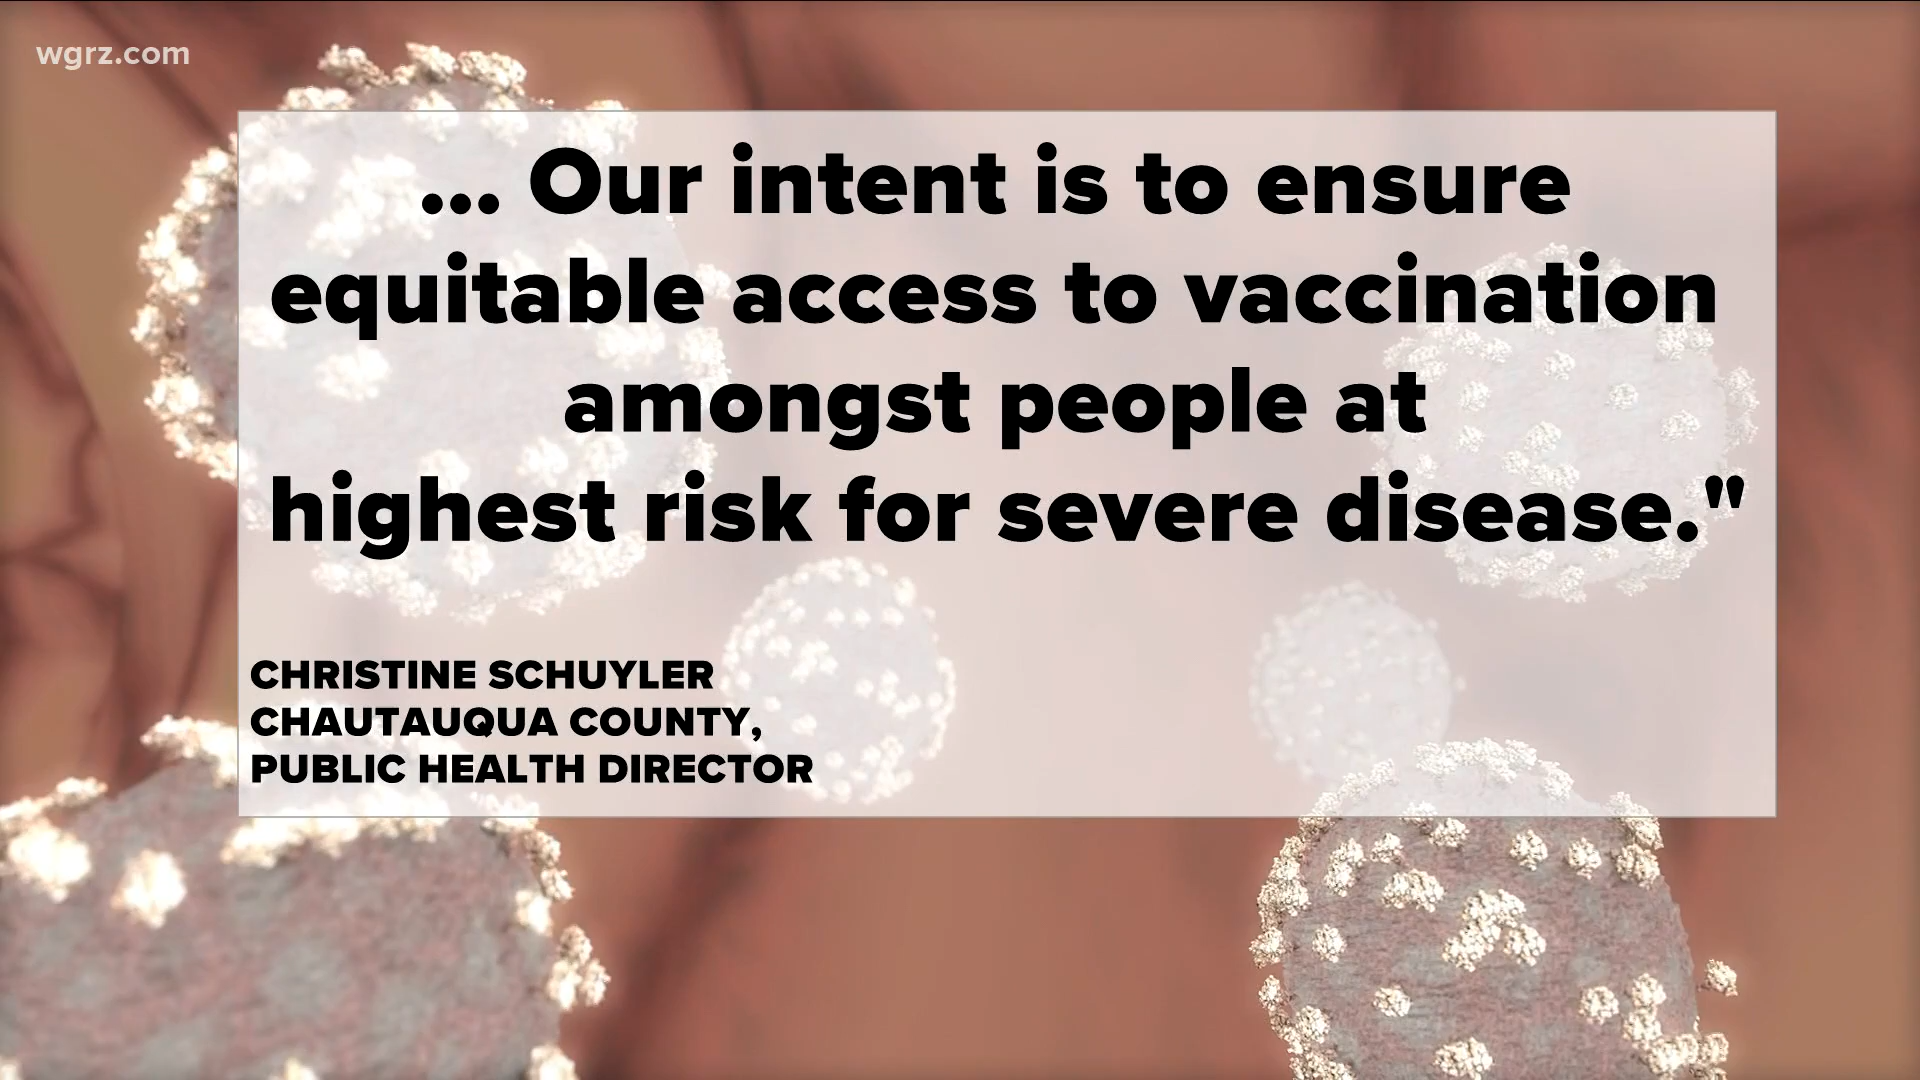 wgrz.com
... Our intent is to ensure
equitable access to vaccination
amongst people at
highest risk for severe disease."
CHRISTINE SCHUYLER
CHAUTAUQUA COUNTY,
PUBLIC HEALTH DIRECTOR